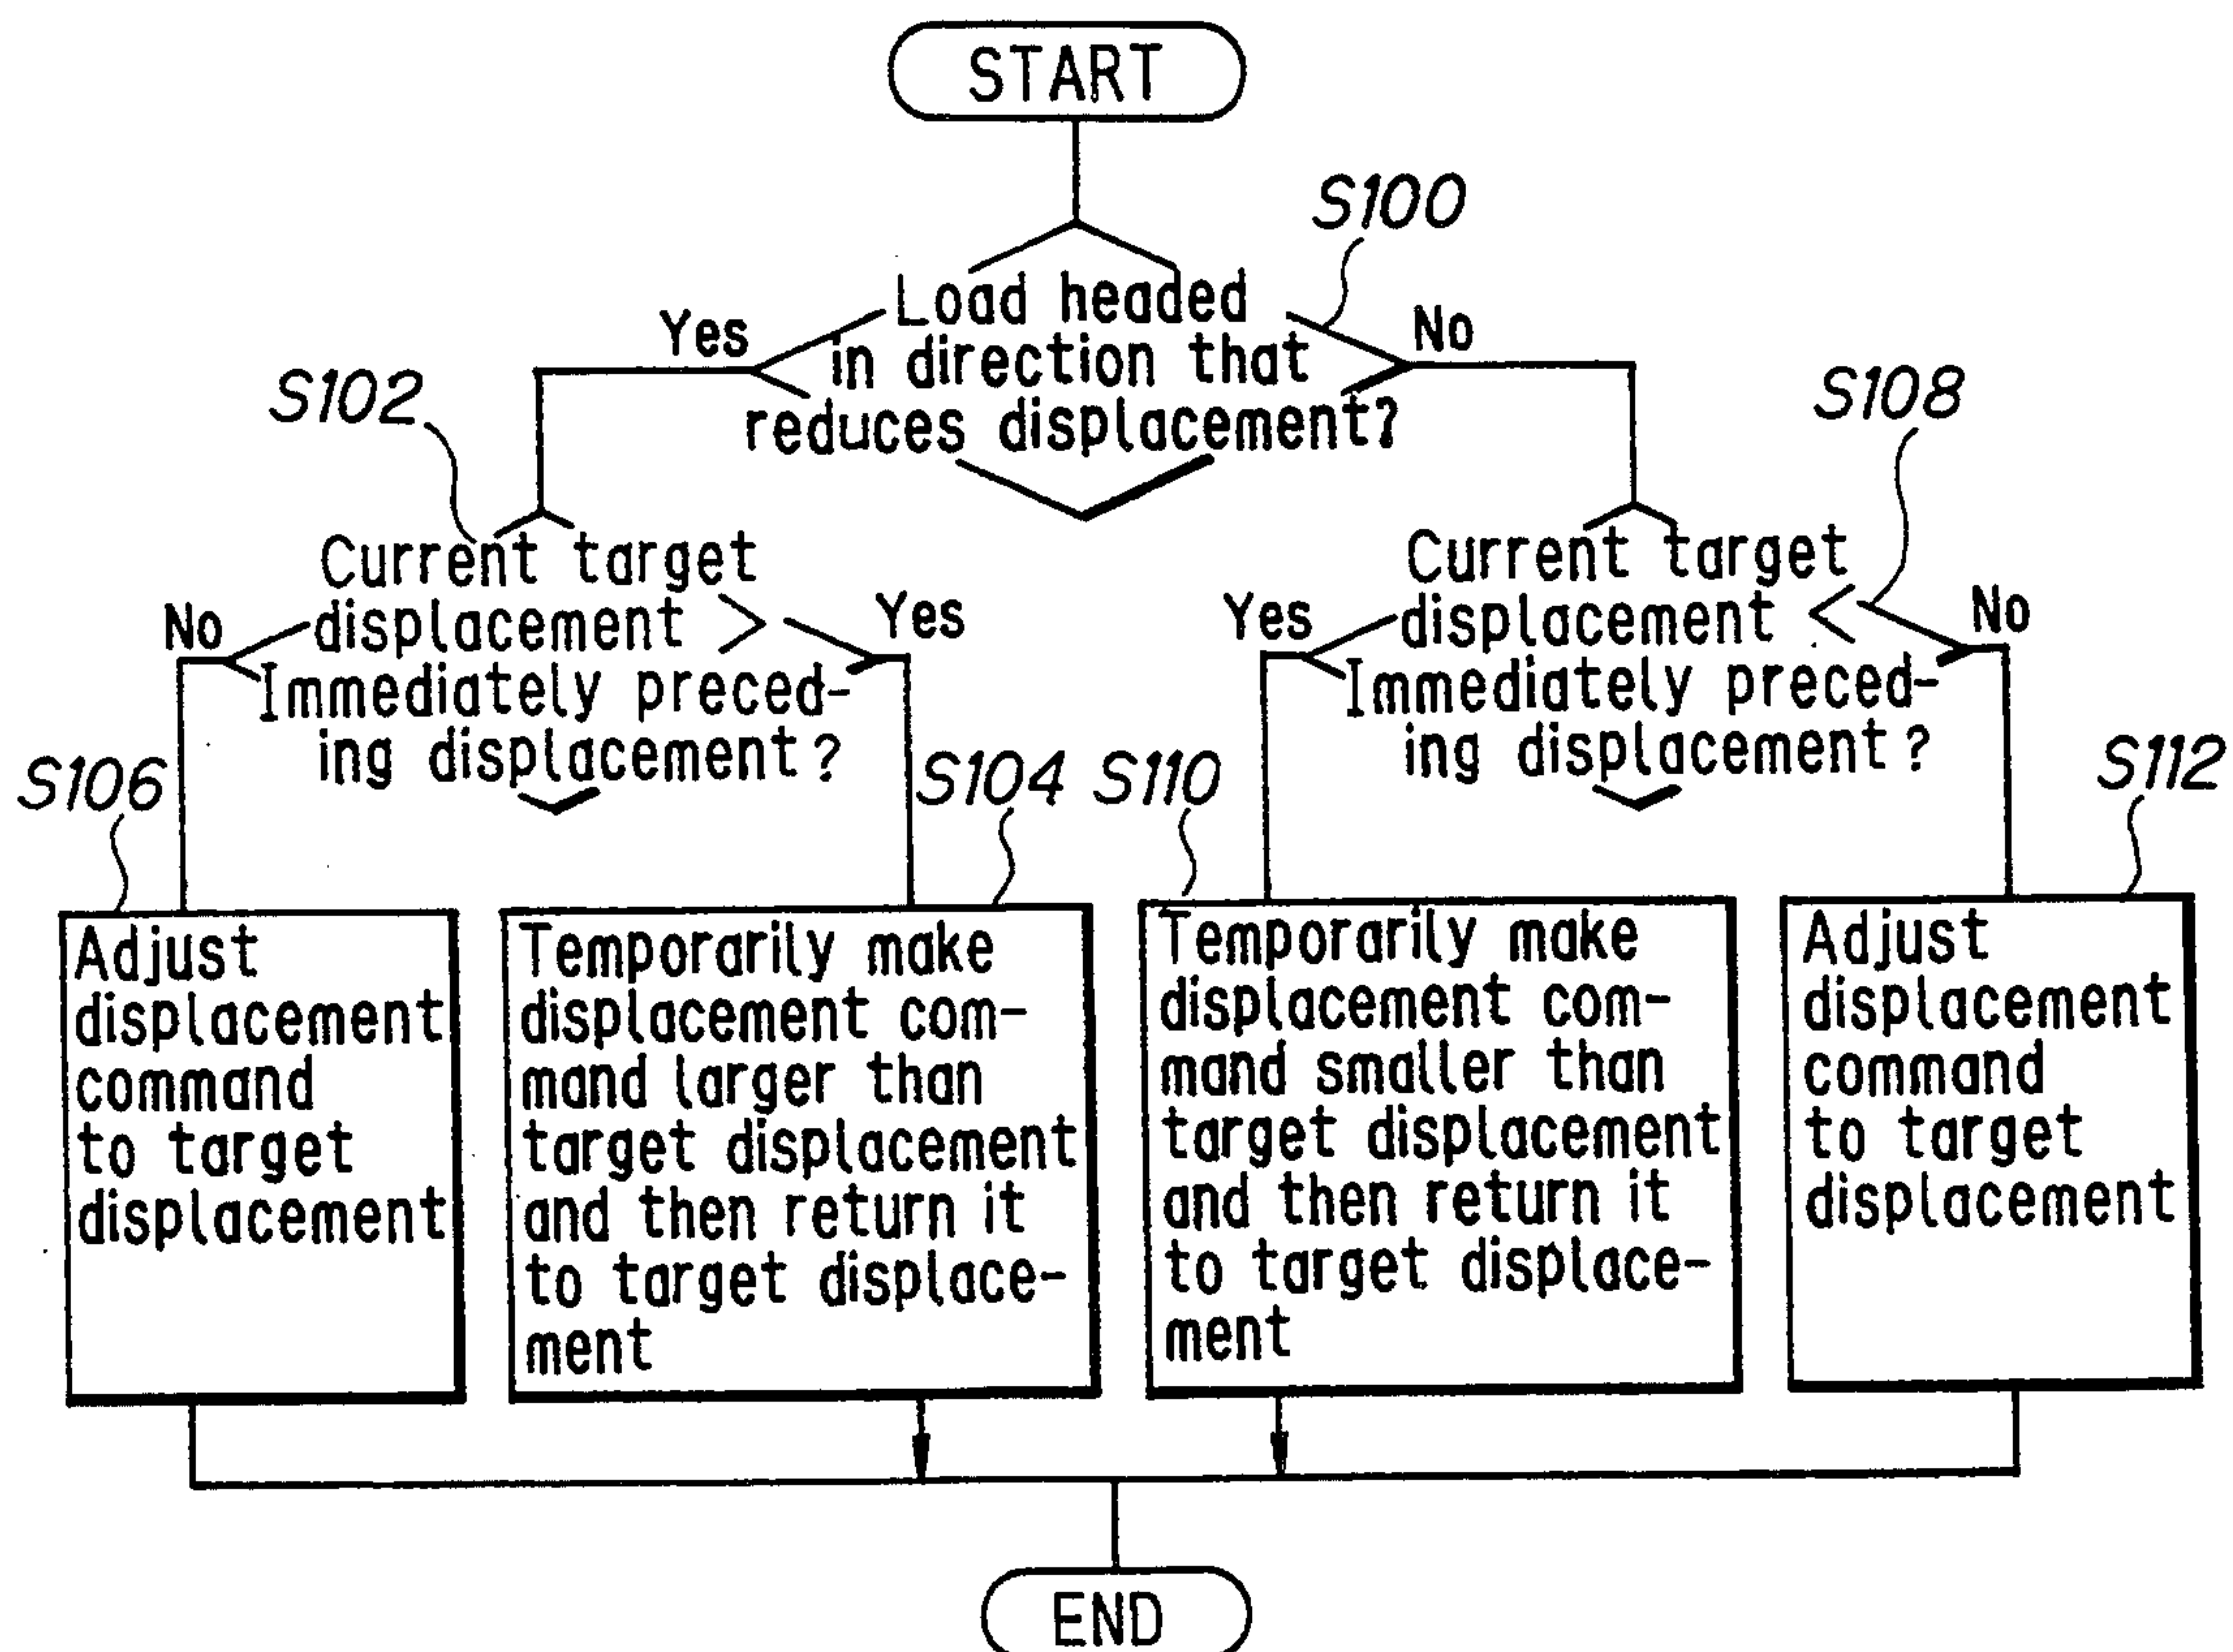 START
S100
Load headed
in direction that
reduces displacement?
Yes
No
S102
Current target
displacement >
Immediately preced-
ing displacement?
No
Yes
S108
Current target
displacement <
Immediately preced-
ing displacement?
Yes
No
S106
Adjust
displacement
command
to target
displacement
S104
Temporarily make
displacement com-
mand larger than
target displacement
and then return it
to target displace-
ment
S110
Temporarily make
displacement com-
mand smaller than
target displacement
and then return it
to target displace-
ment
S112
Adjust
displacement
command
to target
displacement
END